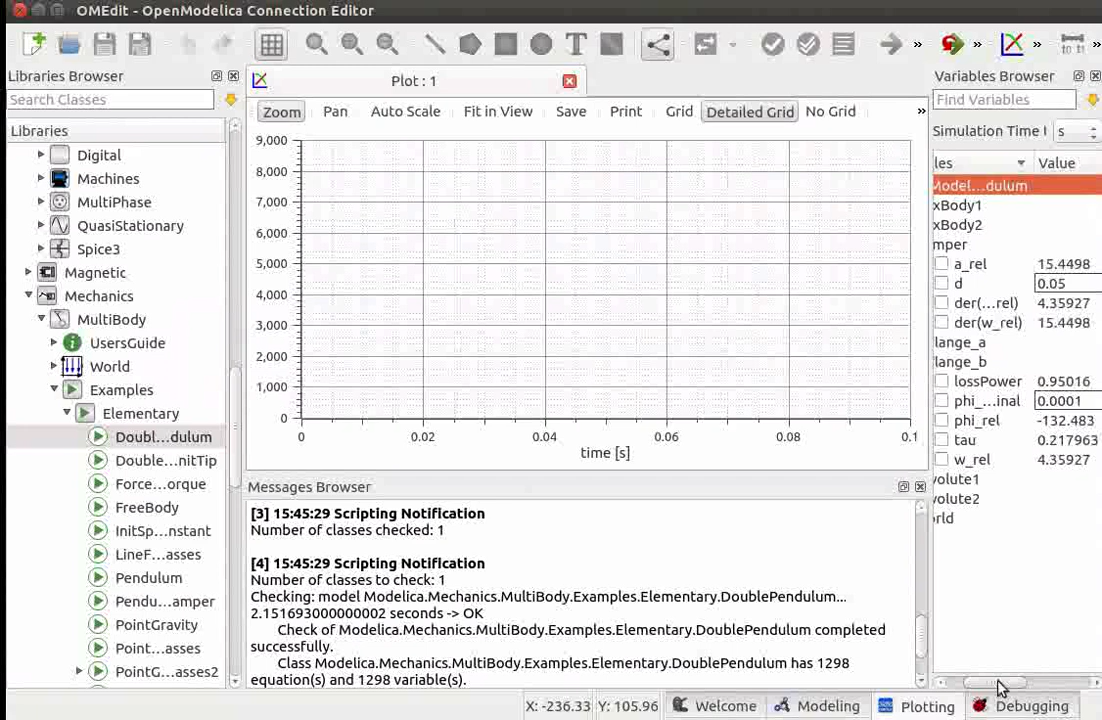 OMEdit - OpenModelica Connection Editor
T
»
»
»
Libraries Browser
Search Classes
Libraries
Digital
Machines
MultiPhase
QuasiStationary
Spice3
Magnetic
Mechanics
MultiBody
UsersGuide
World
Examples
Elementary
Doubl...dulum
Double...nitTip
Force...orque
FreeBody
InitSp...nstant
LineF...asses
Pendulum
Pendu...amper
PointGravity
Point...asses
PointG...asses2
Plot : 1
Zoom Pan Auto Scale Fit in View Save Print Grid Detailed Grid No Grid »
9,000
8,000
7,000
6,000
5,000
4,000
3,000
2,000
1,000
0
0 0.02 0.04 0.06 0.08 0.1
time [s]
Messages Browser
[3] 15:45:29 Scripting Notification
Number of classes checked: 1
[4] 15:45:29 Scripting Notification
Number of classes to check: 1
Checking: model Modelica.Mechanics.MultiBody.Examples.Elementary.DoublePendulum...
2.151693000000002 seconds -> OK
Check of Modelica.Mechanics.MultiBody.Examples.Elementary.DoublePendulum completed
successfully.
Class Modelica.Mechanics.MultiBody.Examples.Elementary.DoublePendulum has 1298
equation(s) and 1298 variable(s).
Variables Browser
Find Variables
Simulation Time s
les Value
Model...dulum
xBody1
xBody2
mper
a_rel 15.4498
d 0.05
der(...rel) 4.35927
der(w_rel) 15.4498
lange_a
lange_b
lossPower 0.95016
phi_...inal 0.0001
phi_rel -132.483
tau 0.217963
w_rel 4.35927
volute1
volute2
rld
X: -236.33 Y: 105.96 Welcome Modeling Plotting Debugging